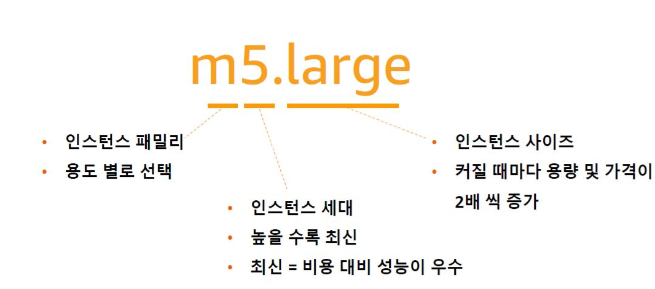 m5.large
• 인스턴스 패밀리
• 용도 별로 선택
• 인스턴스 세대
• 높을 수록 최신
• 최신 = 비용 대비 성능이 우수
• 인스턴스 사이즈
• 커질 때마다 용량 및 가격이
2배 씩 증가